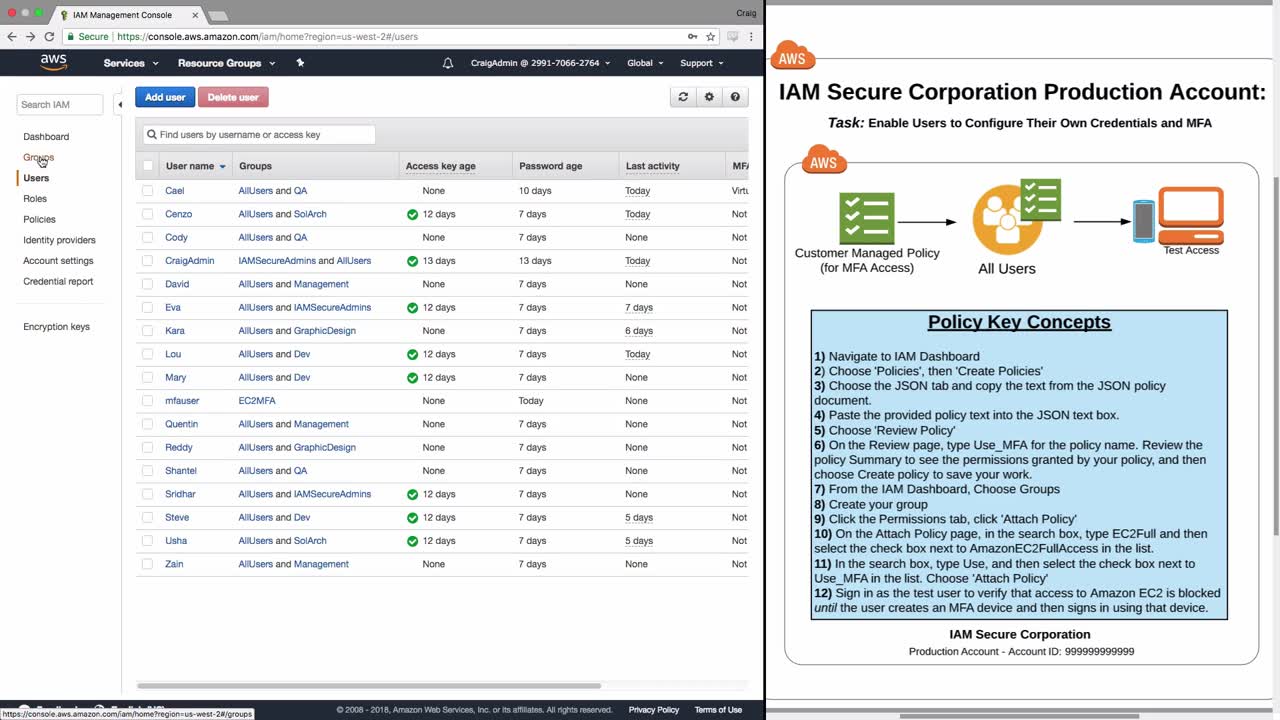 IAM Management Console
Craig
Secure https://console.aws.amazon.com/iam/home?region=us-west-2#/users
aws Services Resource Groups CraigAdmin @ 2991-7066-2764 Global Support
Search IAM
Dashboard
Groups
Users
Roles
Policies
Identity providers
Account settings
Credential report
Encryption keys
Add user Delete user
Find users by username or access key
User name Groups Access key age Password age Last activity MFA
Cael AllUsers and QA None 10 days Today Virtu
Cenzo AllUsers and SolArch 12 days 7 days Today Not
Cody AllUsers and QA None 7 days None Not
CraigAdmin IAMSecureAdmins and AllUsers 13 days 13 days Today Not
David AllUsers and Management None 7 days None Not
Eva AllUsers and IAMSecureAdmins 12 days 7 days 7 days Not
Kara AllUsers and GraphicDesign None 7 days 6 days Not
Lou AllUsers and Dev 12 days 7 days Today Not
Mary AllUsers and Dev 12 days 7 days None Not
mfauser EC2MFA None Today None Not
Quentin AllUsers and Management None 7 days None Not
Reddy AllUsers and GraphicDesign None 7 days None Not
Shantel AllUsers and QA None 7 days None Not
Sridhar AllUsers and IAMSecureAdmins 12 days 7 days None Not
Steve AllUsers and Dev 12 days 7 days 5 days Not
Usha AllUsers and SolArch 12 days 7 days 5 days Not
Zain AllUsers and Management None 7 days None Not
https://console.aws.amazon.com/iam/home?region=us-west-2#/groups
© 2008 - 2018, Amazon Web Services, Inc. or its affiliates. All rights reserved. Privacy Policy Terms of Use
AWS
IAM Secure Corporation Production Account:
Task: Enable Users to Configure Their Own Credentials and MFA
AWS
Customer Managed Policy
(for MFA Access)
All Users
Test Access
Policy Key Concepts
1) Navigate to IAM Dashboard
2) Choose 'Policies', then 'Create Policies'
3) Choose the JSON tab and copy the text from the JSON policy
document.
4) Paste the provided policy text into the JSON text box.
5) Choose 'Review Policy'
6) On the Review page, type Use_MFA for the policy name. Review the
policy Summary to see the permissions granted by your policy, and then
choose Create policy to save your work.
7) From the IAM Dashboard, Choose Groups
8) Create your group
9) Click the Permissions tab, click 'Attach Policy'
10) On the Attach Policy page, in the search box, type EC2Full and then
select the check box next to AmazonEC2FullAccess in the list.
11) In the search box, type Use, and then select the check box next to
Use_MFA in the list. Choose 'Attach Policy'
12) Sign in as the test user to verify that access to Amazon EC2 is blocked
until the user creates an MFA device and then signs in using that device.
IAM Secure Corporation
Production Account - Account ID: 999999999999